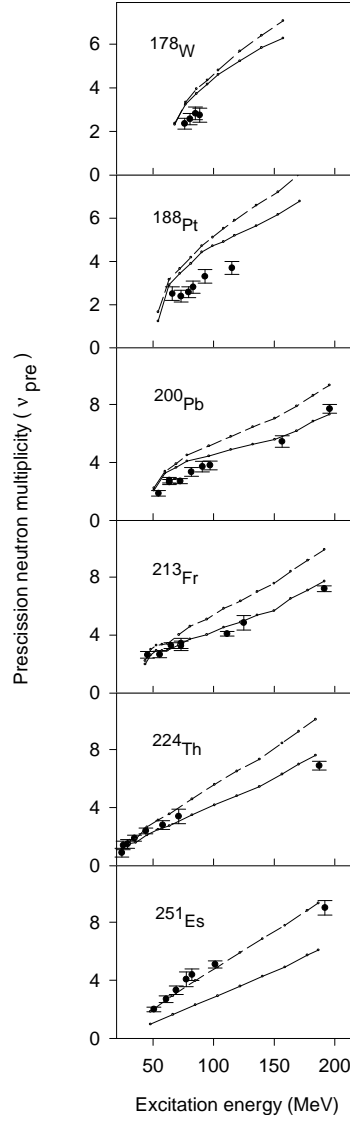 Prescission neutron multiplicity ( ν pre)
6
4
2
0
178W
6
4
2
0
188Pt
8
4
0
200Pb
8
4
0
213Fr
8
4
0
224Th
8
4
0
251Es
50 100 150 200
Excitation energy (MeV)